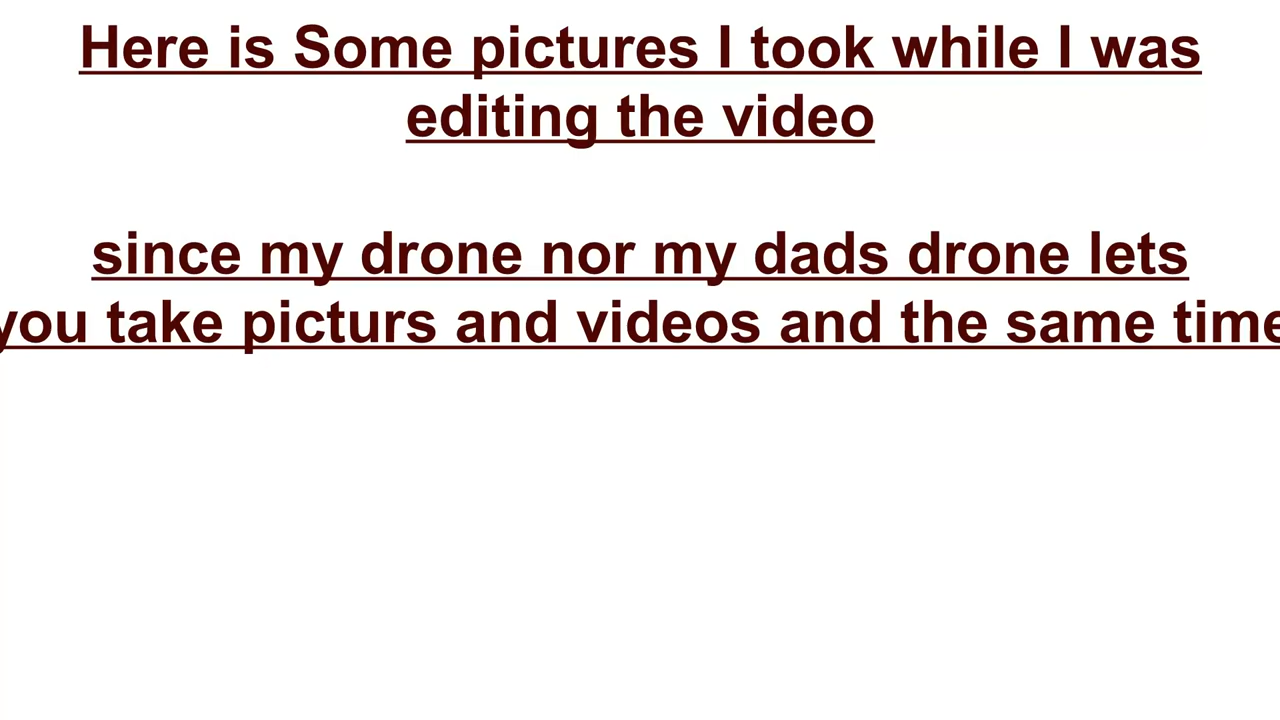 Here is Some pictures I took while I was
editing the video
since my drone nor my dads drone lets
you take picturs and videos and the same time